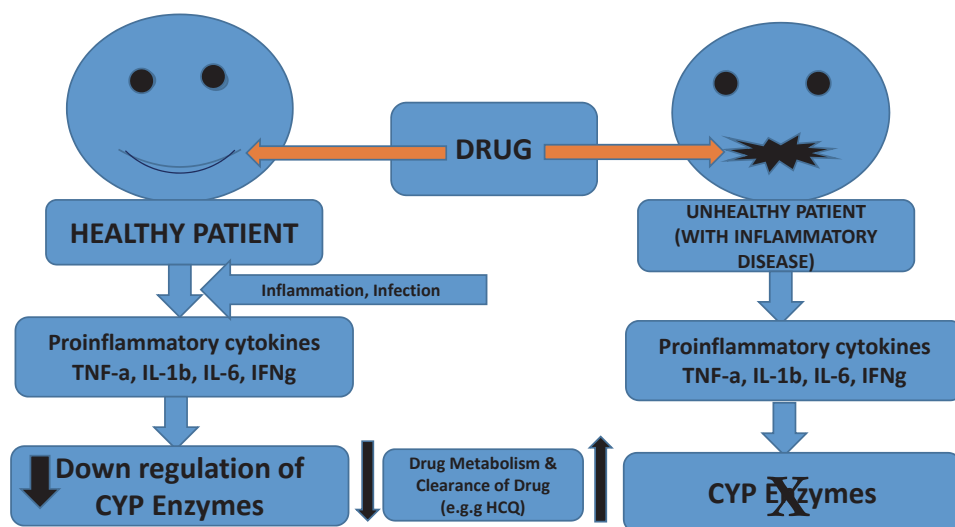 DRUG
HEALTHY PATIENT
UNHEALTHY PATIENT
(WITH INFLAMMATORY
DISEASE)
Inflammation, Infection
Proinflammatory cytokines
TNF-a, IL-1b, IL-6, IFNg
Proinflammatory cytokines
TNF-a, IL-1b, IL-6, IFNg
Down regulation of
CYP Enzymes
Drug Metabolism &
Clearance of Drug
(e.g.g HCQ)
CYP Enzymes
X